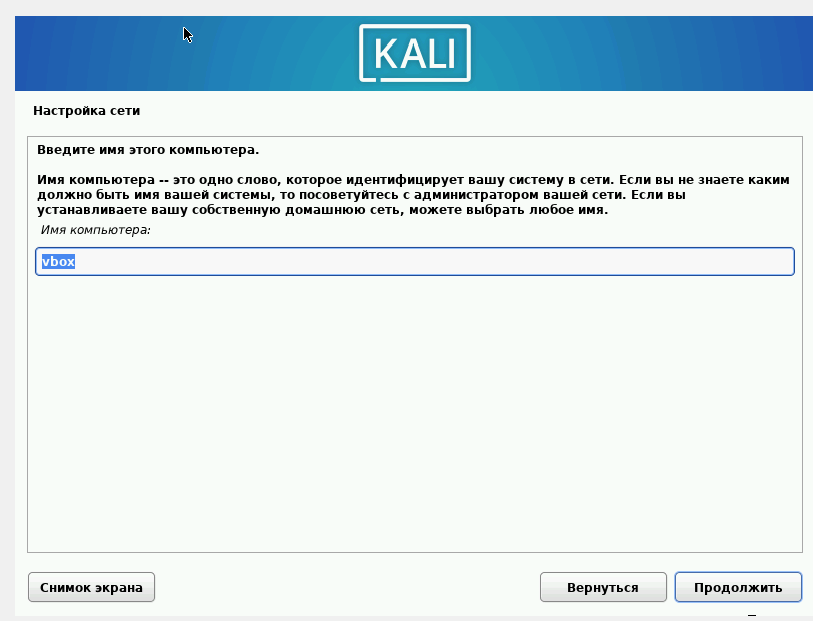 KALI
Настройка сети
Введите имя этого компьютера.
Имя компьютера -- это одно слово, которое идентифицирует вашу систему в сети. Если вы не знаете каким
должно быть имя вашей системы, то посоветуйтесь с администратором вашей сети. Если вы
устанавливаете вашу собственную домашнюю сеть, можете выбрать любое имя.
Имя компьютера:
vbox
Снимок экрана
Вернуться
Продолжить